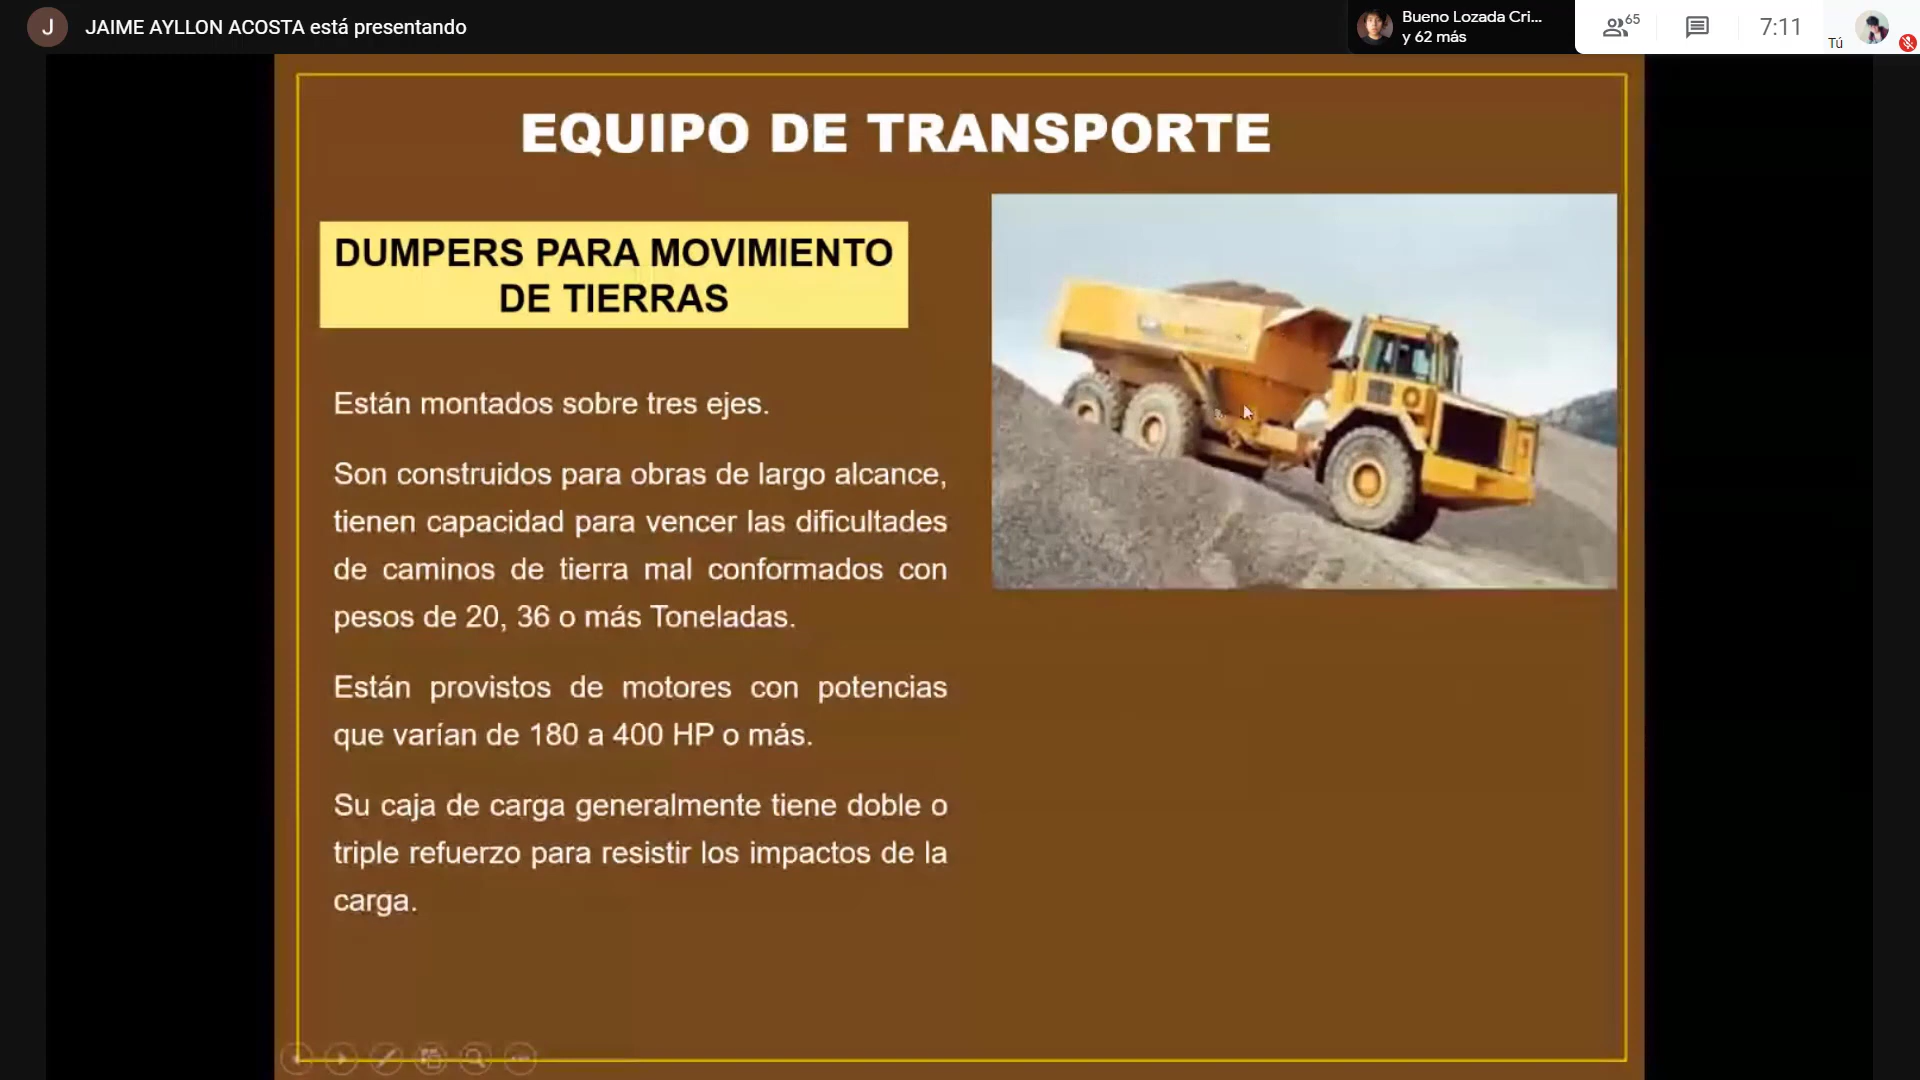 J
JAIME AYLLON ACOSTA está presentando
Bueno Lozada Cri...
y 62 más
65
7:11
Tú
EQUIPO DE TRANSPORTE
DUMPERS PARA MOVIMIENTO
DE TIERRAS
Están montados sobre tres ejes.
Son construidos para obras de largo alcance,
tienen capacidad para vencer las dificultades
de caminos de tierra mal conformados con
pesos de 20, 36 o más Toneladas.
Están provistos de motores con potencias
que varían de 180 a 400 HP o más.
Su caja de carga generalmente tiene doble o
triple refuerzo para resistir los impactos de la
carga.